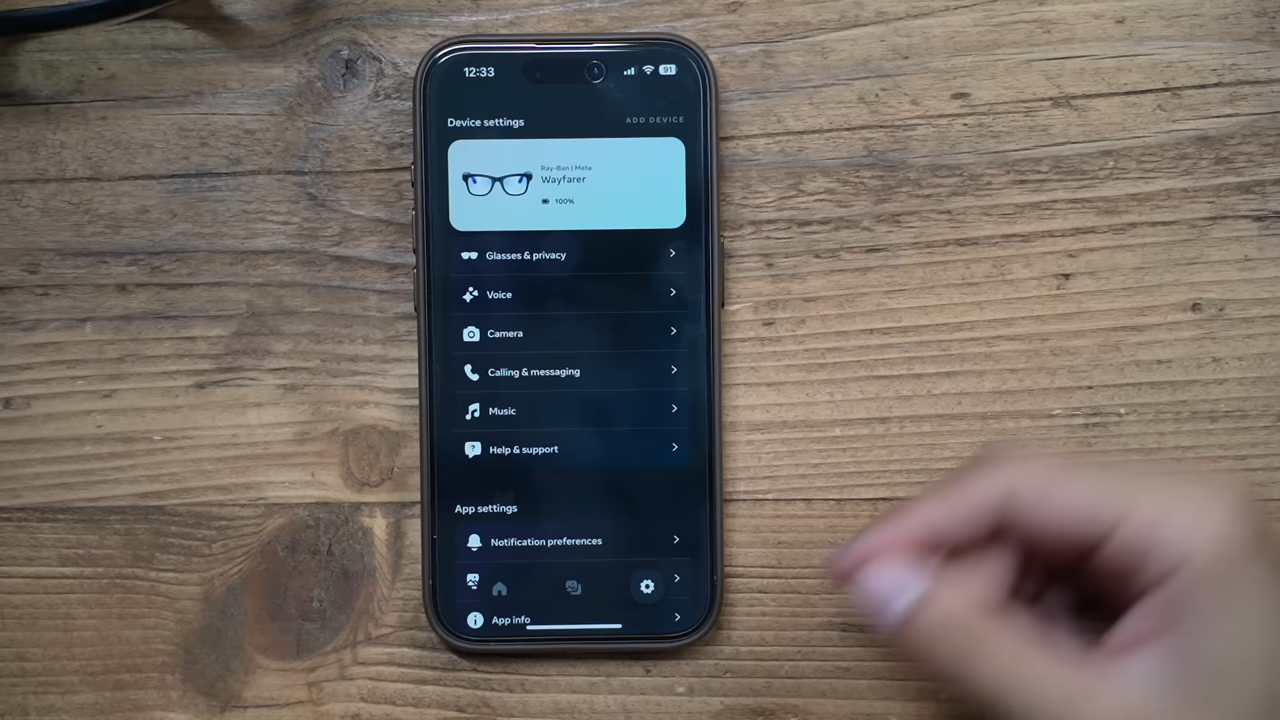 12:33
91
Device settings
ADD DEVICE
Ray-Ban | Meta
Wayfarer
100%
Glasses & privacy
Voice
Camera
Calling & messaging
Music
?
Help & support
App settings
Notification preferences
App info